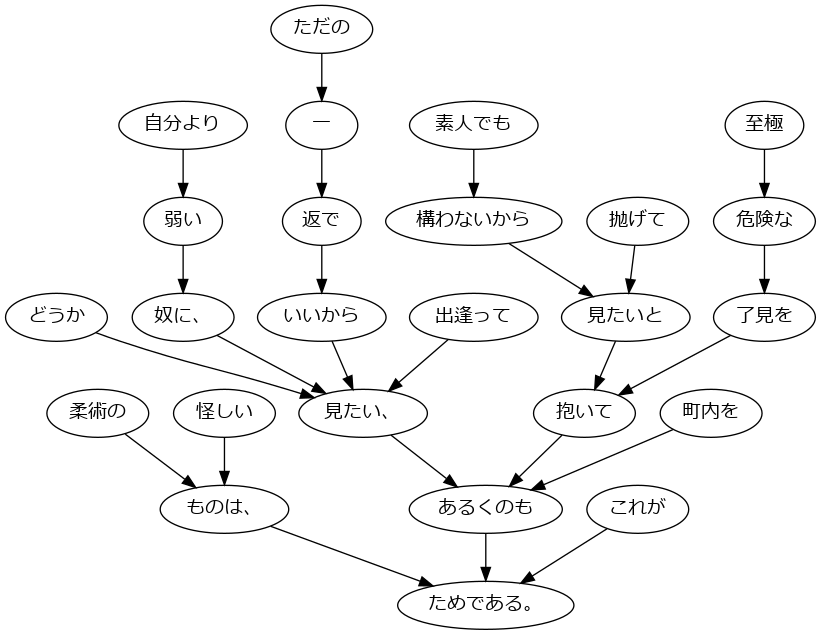 ただの
自分より
一
素人でも
至極
弱い
返で
構わないから
抛げて
危険な
どうか
奴に、
いいから
出逢って
見たいと
了見を
柔術の
怪しい
見たい、
抱いて
町内を
ものは、
あるくのも
これが
ためである。